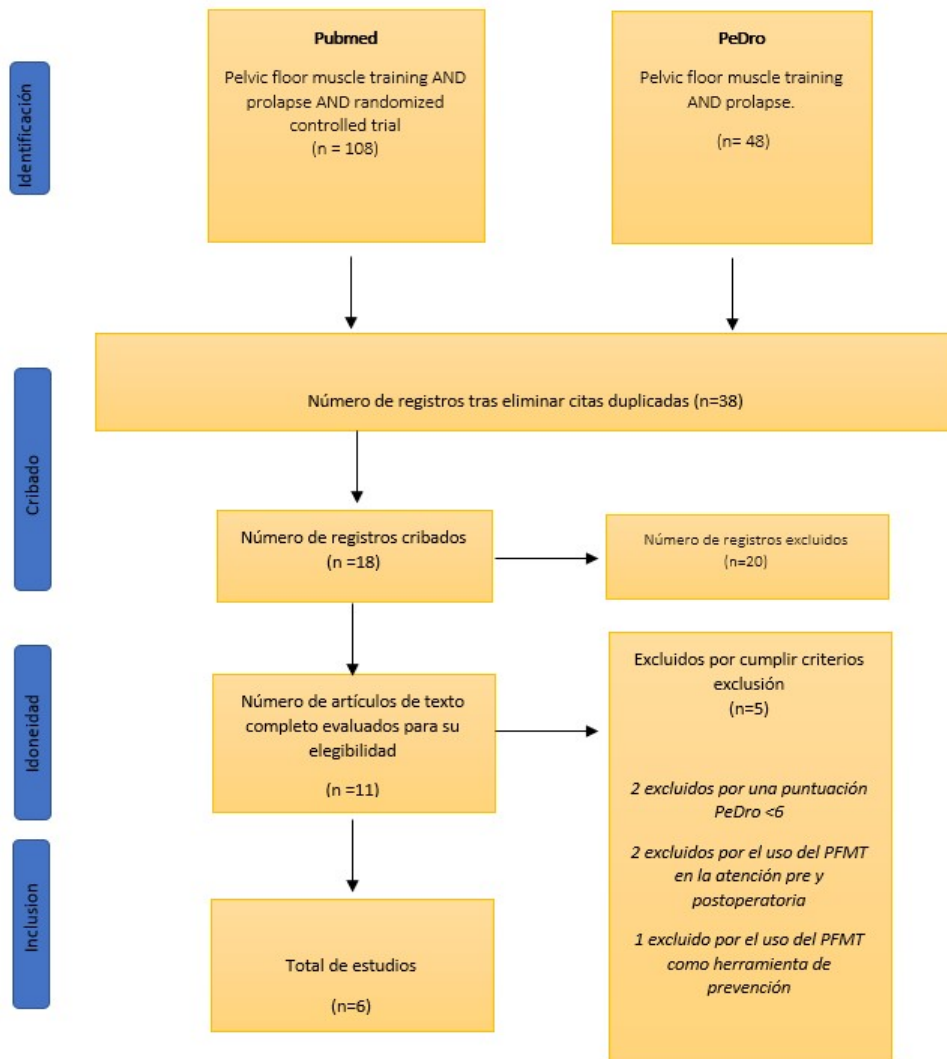 Identificación
Pubmed
Pelvic floor muscle training AND
prolapse AND randomized
controlled trial
(n = 108)
PeDro
Pelvic floor muscle training
AND prolapse.
(n= 48)
Cribado
Número de registros tras eliminar citas duplicadas (n=38)
Número de registros cribados
(n =18)
Número de registros excluidos
(n=20)
Idoneidad
Número de artículos de texto
completo evaluados para su
elegibilidad
(n =11)
Excluidos por cumplir criterios
exclusión
(n=5)
2 excluidos por una puntuación
PeDro <6
2 excluidos por el uso del PFMT
en la atención pre y
postoperatoria
1 excluido por el uso del PFMT
como herramienta de
prevención
Inclusion
Total de estudios
(n=6)